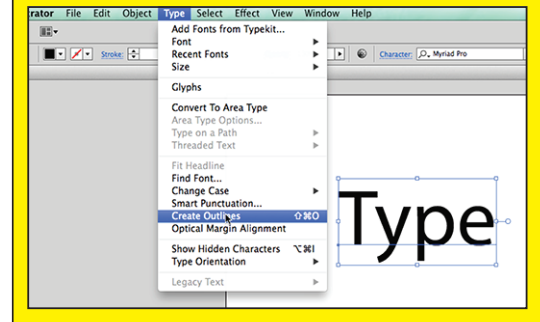 trator File Edit Object Type Select Effect View Window Help
Stroke: Character: Myriad Pro
Add Fonts from Typekit...
Font
Recent Fonts
Size
Glyphs
Convert To Area Type
Area Type Options...
Type on a Path
Threaded Text
Fit Headline
Find Font...
Change Case
Smart Punctuation...
Create Outlines ⇧⌘O
Optical Margin Alignment
Show Hidden Characters ⌥⌘I
Type Orientation
Legacy Text
Type